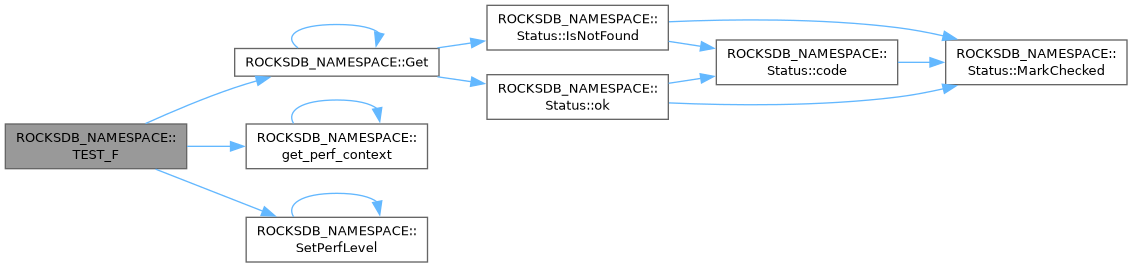 ROCKSDB_NAMESPACE::
TEST_F
ROCKSDB_NAMESPACE::Get
ROCKSDB_NAMESPACE::
get_perf_context
ROCKSDB_NAMESPACE::
SetPerfLevel
ROCKSDB_NAMESPACE::
Status::IsNotFound
ROCKSDB_NAMESPACE::
Status::ok
ROCKSDB_NAMESPACE::
Status::code
ROCKSDB_NAMESPACE::
Status::MarkChecked